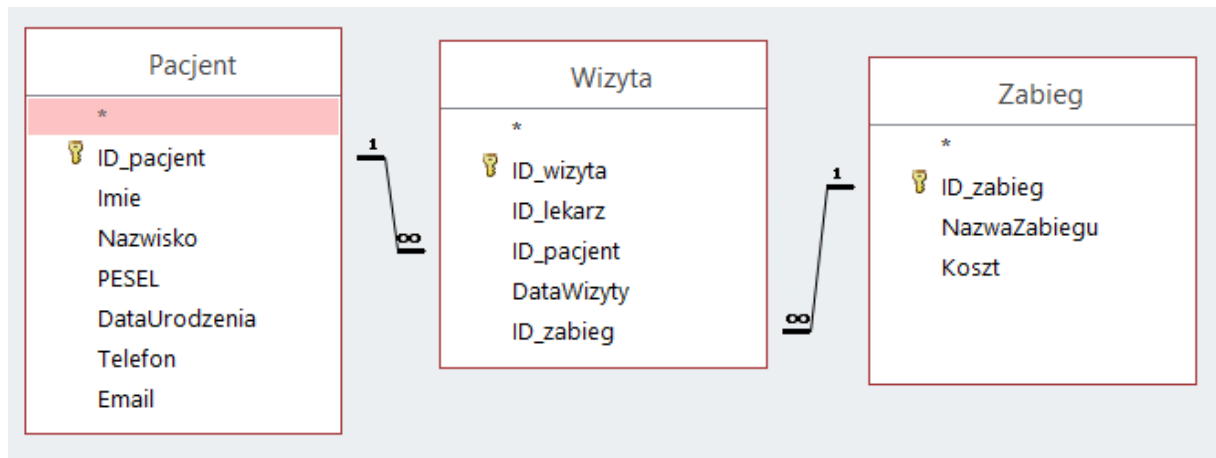 Pacjent
*
ID_pacjent
Imie
Nazwisko
PESEL
DataUrodzenia
Telefon
Email
1
∞
Wizyta
*
ID_wizyta
ID_lekarz
ID_pacjent
DataWizyty
ID_zabieg
1
∞
Zabieg
*
ID_zabieg
NazwaZabiegu
Koszt